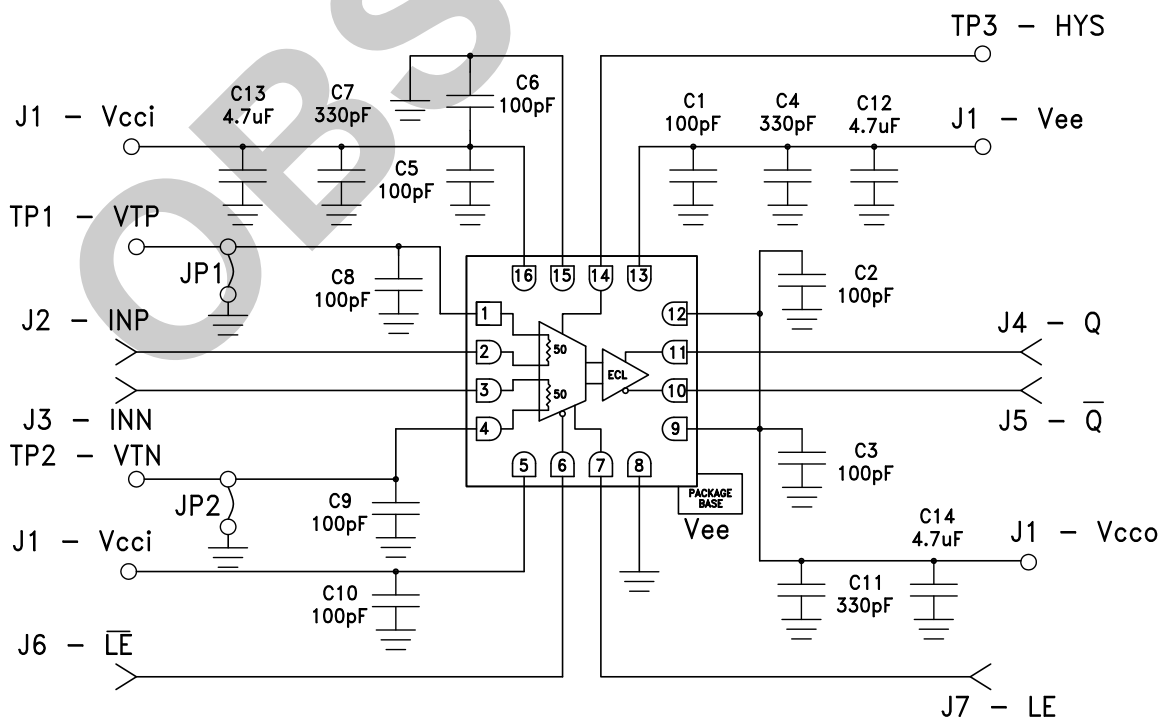 TP3 - HYS
C6
100pF
C13
4.7uF
C7
330pF
C1
100pF
C4
330pF
C12
4.7uF
J1 - Vcci
J1 - Vee
C5
100pF
TP1 - VTP
JP1
C8
100pF
16
15
14
13
C2
100pF
J2 - INP
1
12
J4 - Q
2
50
11
ECL
3
50
10
J3 - INN
J5 - Q̅
4
9
TP2 - VTN
C3
100pF
5
6
7
8
JP2
C9
100pF
PACKAGE
BASE
Vee
C14
4.7uF
J1 - Vcci
J1 - Vcco
C10
100pF
C11
330pF
J6 - L̅E̅
J7 - LE
OBS